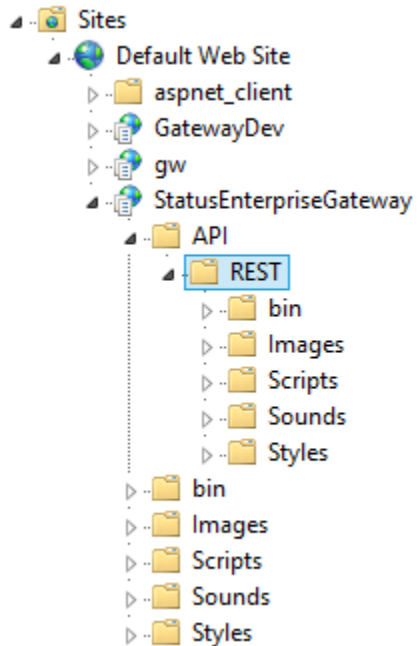 Sites
Default Web Site
aspnet_client
GatewayDev
gw
StatusEnterpriseGateway
API
REST
bin
Images
Scripts
Sounds
Styles
bin
Images
Scripts
Sounds
Styles